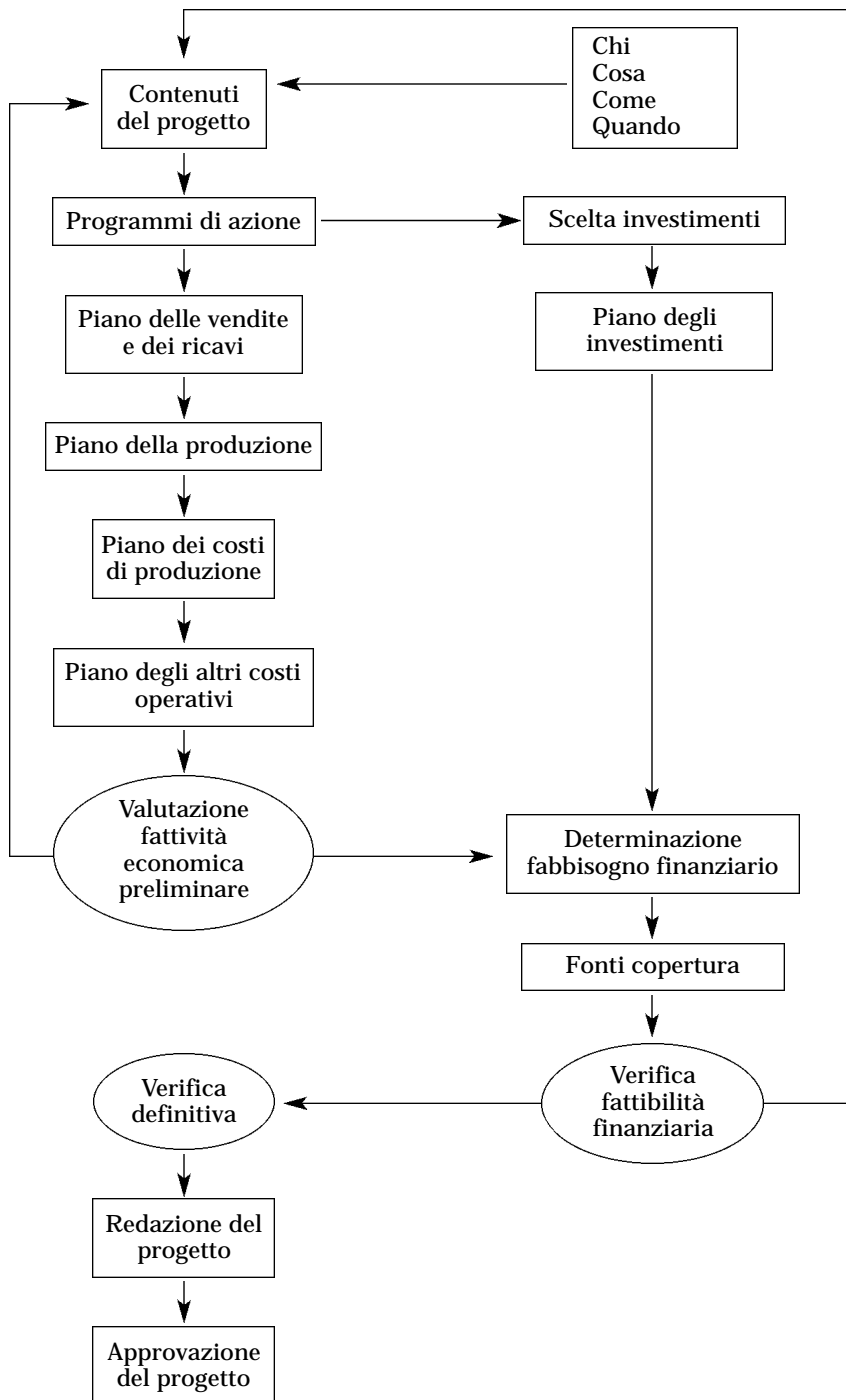 Chi
Cosa
Come
Quando
Contenuti
del progetto
Programmi di azione
Scelta investimenti
Piano delle vendite
e dei ricavi
Piano degli
investimenti
Piano della produzione
Piano dei costi
di produzione
Piano degli altri costi
operativi
Valutazione
fattività
economica
preliminare
Determinazione
fabbisogno finanziario
Fonti copertura
Verifica
fattibilità
finanziaria
Verifica
definitiva
Redazione del
progetto
Approvazione
del progetto